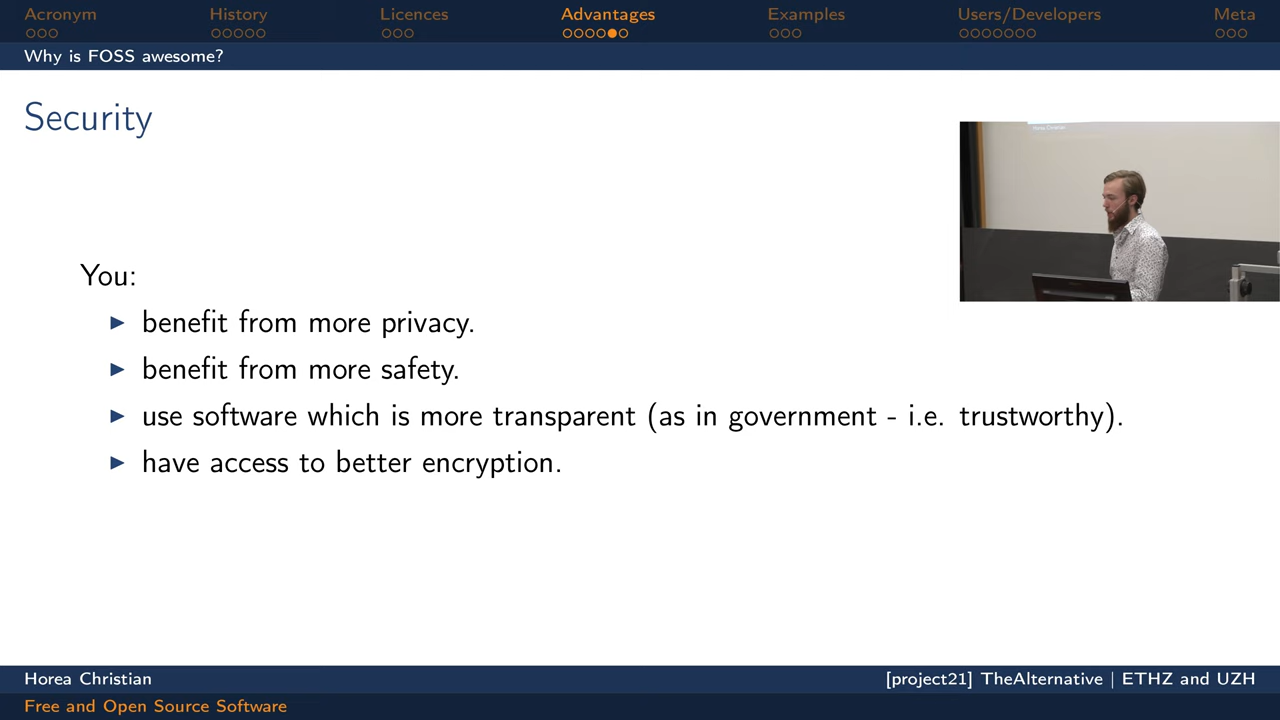 Acronym History Licences Advantages Examples Users/Developers Meta
Why is FOSS awesome?
Security
Horea Christian
You:
benefit from more privacy.
benefit from more safety.
use software which is more transparent (as in government - i.e. trustworthy).
have access to better encryption.
Horea Christian [project21] TheAlternative | ETHZ and UZH
Free and Open Source Software